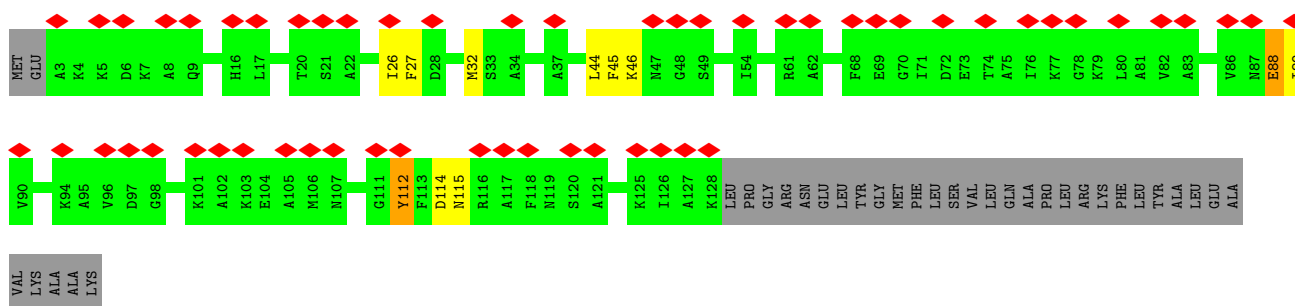 MET GLU A3 K4 K5 D6 K7 A8 Q9 H16 L17 T20 S21 A22 I26 F27 D28 M32 S33 A34 A37 L44 F45 K46 N47 G48 S49 I54 R61 A62 F68 E69 G70 I71 D72 E73 T74 A75 I76 K77 G78 K79 L80 A81 V82 A83 V86 N87 E88
V90 K94 A95 V96 D97 G98 K101 A102 K103 E104 A105 M106 N107 G111 Y112 F113 D114 N115 R116 A117 F118 N119 S120 A121 K125 I126 A127 K128 LEU PRO GLY ARG ASN GLU LEU TYR GLY MET PHE LEU SER VAL LEU GLN ALA PRO LEU ARG LYS PHE LEU TYR ALA LEU GLU ALA
VAL LYS ALA ALA LYS